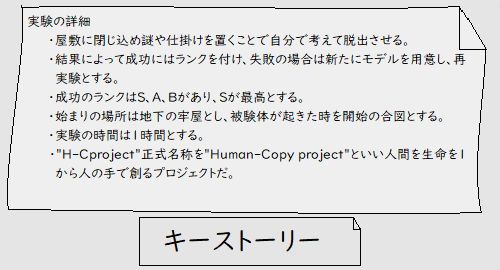 実験の詳細
・屋敷に閉じ込め謎や仕掛けを置くことで自分で考えて脱出させる。
・結果によって成功にはランクを付け、失敗の場合は新たにモデルを用意し、再
実験とする。
・成功のランクはS、A、Bがあり、Sが最高とする。
・始まりの場所は地下の牢屋とし、被験体が起きた時を開始の合図とする。
・実験の時間は1時間とする。
・"H-Cproject"正式名称を"Human-Copy project"といい人間を生命を1
から人の手で創るプロジェクトだ。
キーストーリー